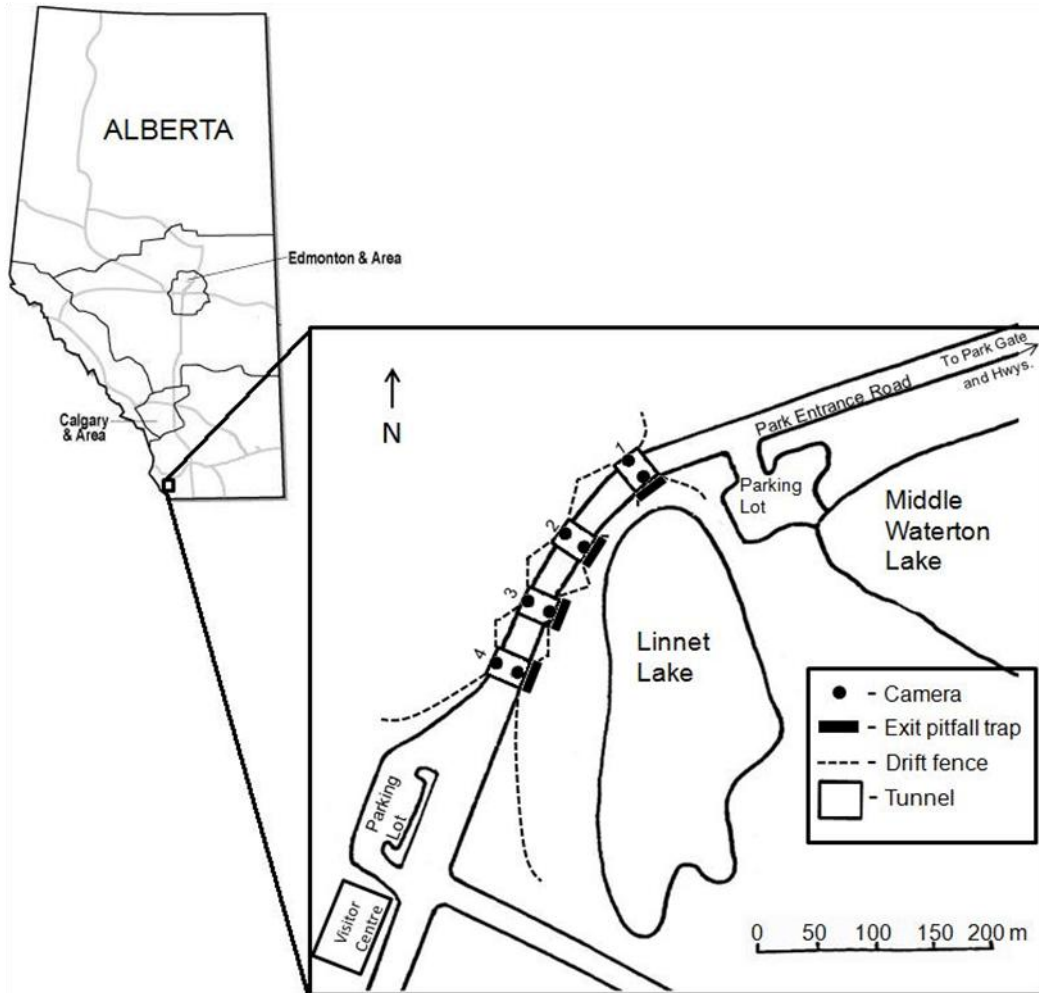 ALBERTA
Edmonton & Area
Calgary
& Area
N
To Park Gate
and Hwys.
Park Entrance Road
1
Parking
Lot
Middle
Waterton
Lake
2
3
Linnet
Lake
4
- Camera
- Exit pitfall trap
- Drift fence
- Tunnel
Parking
Lot
Visitor
Centre
0 50 100 150 200 m